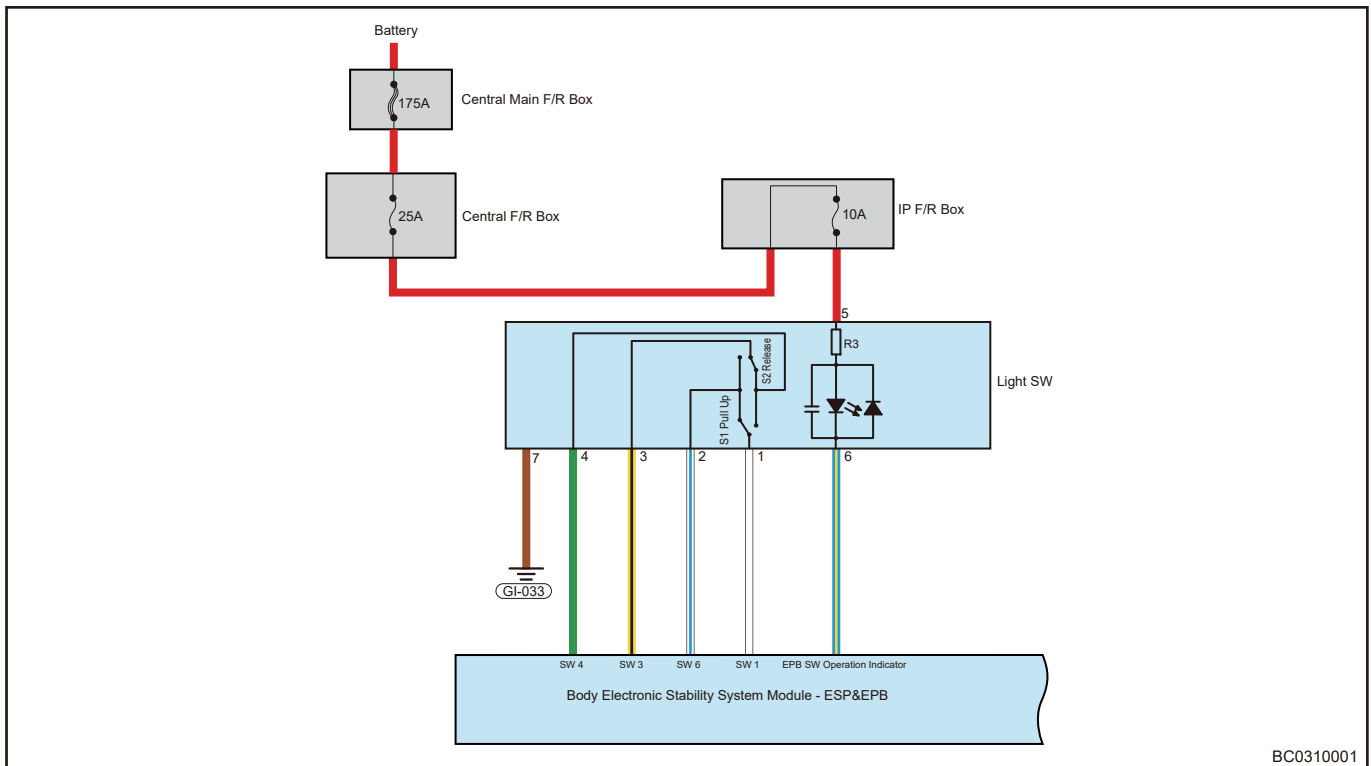 Battery
175A
Central Main F/R Box
25A
Central F/R Box
10A
IP F/R Box
5
R3
S2 Release
S1 Pull Up
Light SW
7
4
3
2
1
6
GI-033
SW 4
SW 3
SW 6
SW 1
EPB SW Operation Indicator
Body Electronic Stability System Module - ESP&EPB
BC0310001